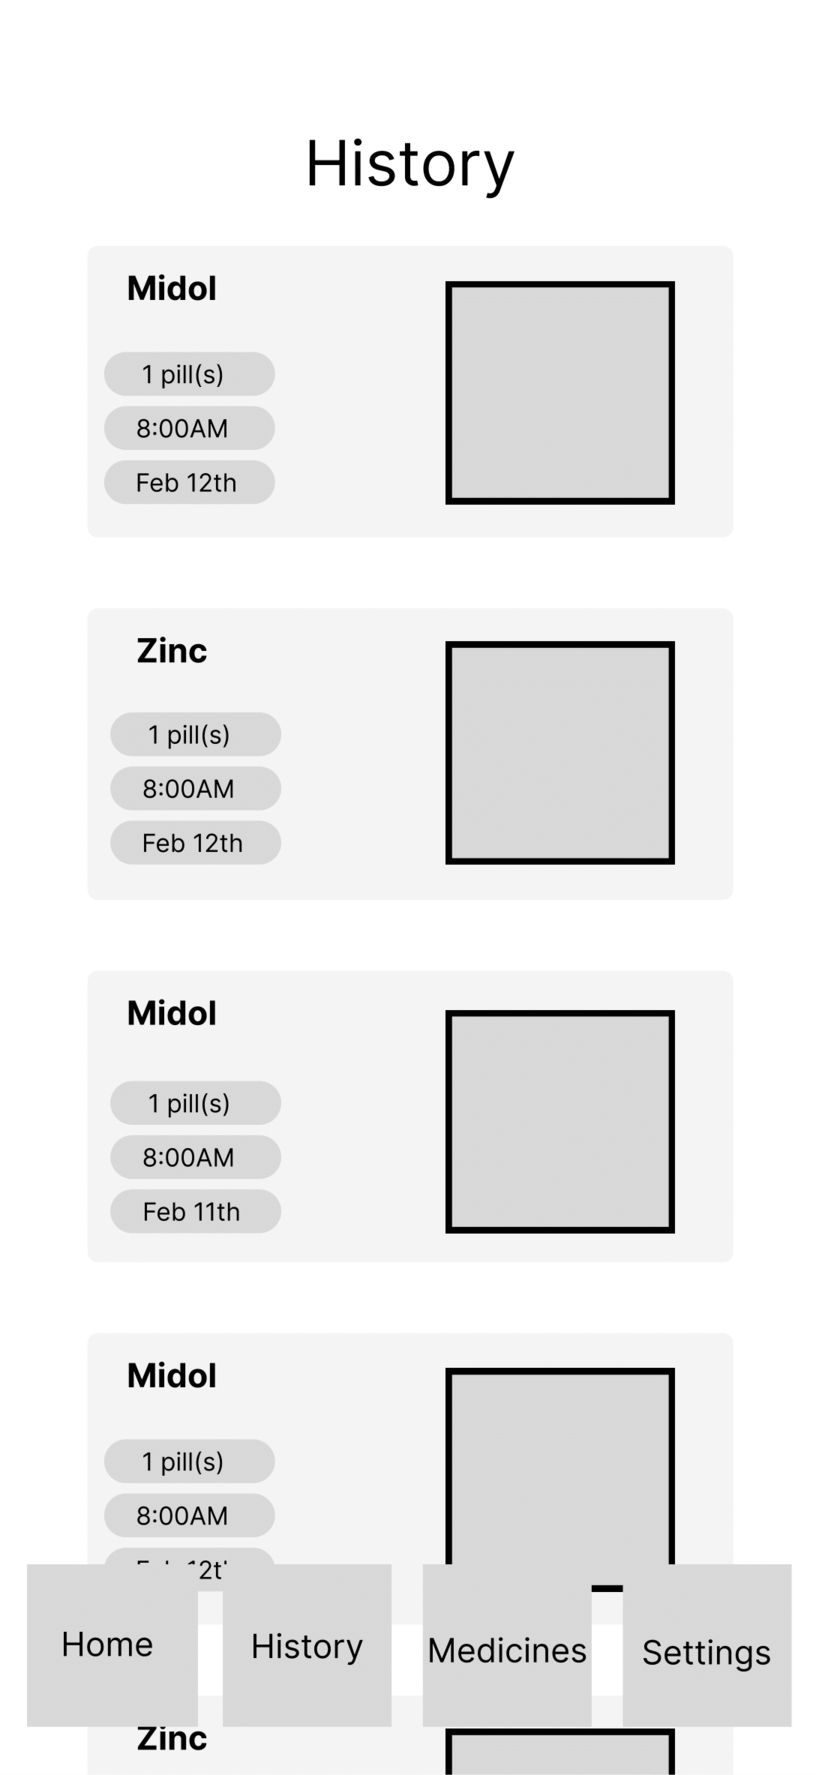 History
Midol
1 pill(s)
8:00AM
Feb 12th
Zinc
1 pill(s)
8:00AM
Feb 12th
Midol
1 pill(s)
8:00AM
Feb 11th
Midol
1 pill(s)
8:00AM
Home
History
Medicines
Settings
Zinc